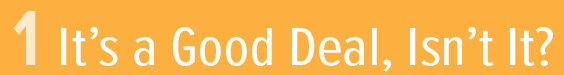 1 It’s a Good Deal, Isn’t It?